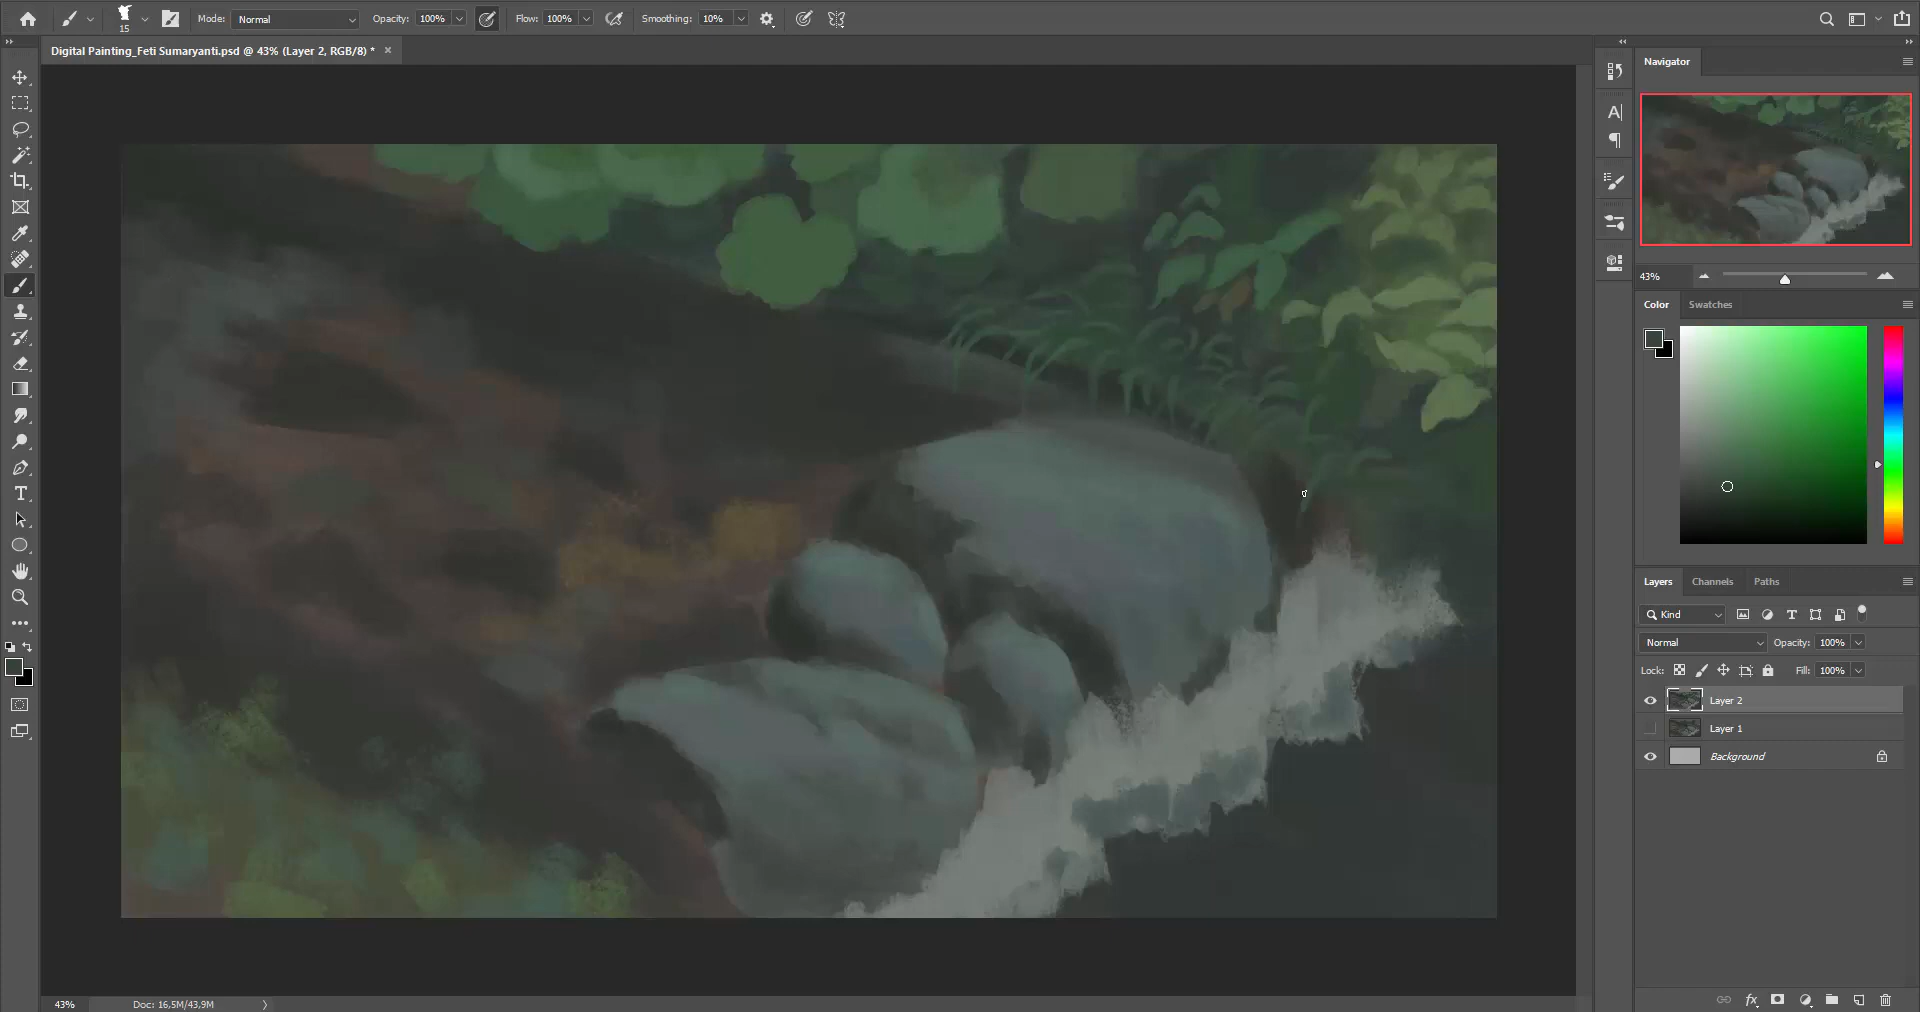 15
Mode: Normal
Opacity: 100%
Flow: 100%
Smoothing: 10%
Digital Painting_Feti Sumaryanti.psd @ 43% (Layer 2, RGB/8) * ×
Navigator
43%
Color Swatches
Layers Channels Paths
Kind
Normal Opacity: 100%
Lock: Fill: 100%
Layer 2
Layer 1
Background
fx
43% Doc: 16,5M/43,9M